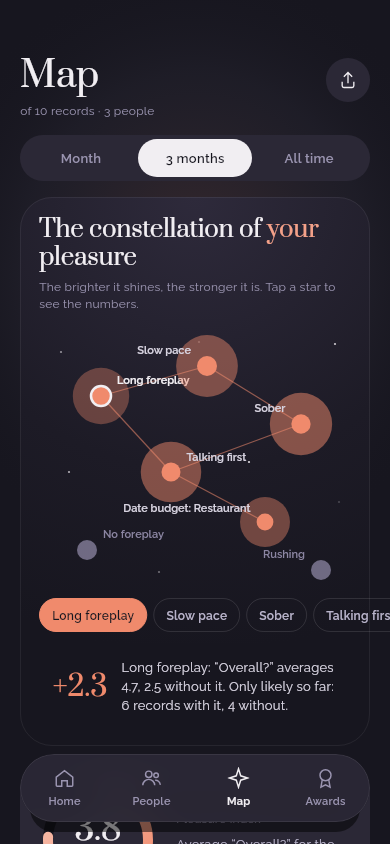 Map
of 10 records · 3 people
Month
3 months
All time
The constellation of your
pleasure
The brighter it shines, the stronger it is. Tap a star to
see the numbers.
Slow pace
Long foreplay
Sober
Talking first
Date budget: Restaurant
No foreplay
Rushing
Long foreplay
Slow pace
Sober
Talking firs
+2.3
Long foreplay: "Overall?" averages
4.7, 2.5 without it. Only likely so far:
6 records with it, 4 without.
Home
People
Map
Awards
3.8
Average "Overall?" for the